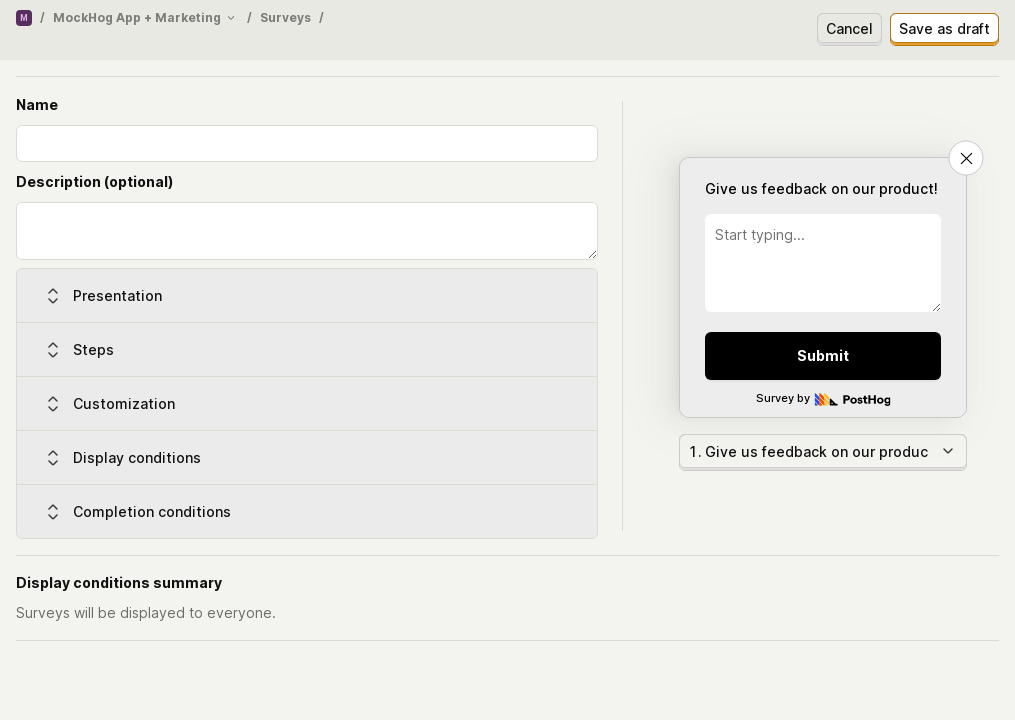 M / MockHog App + Marketing / Surveys /
Cancel
Save as draft
Name
Description (optional)
Presentation
Steps
Customization
Display conditions
Completion conditions
Give us feedback on our product!
Start typing...
Submit
Survey by PostHog
1. Give us feedback on our produc
Display conditions summary
Surveys will be displayed to everyone.